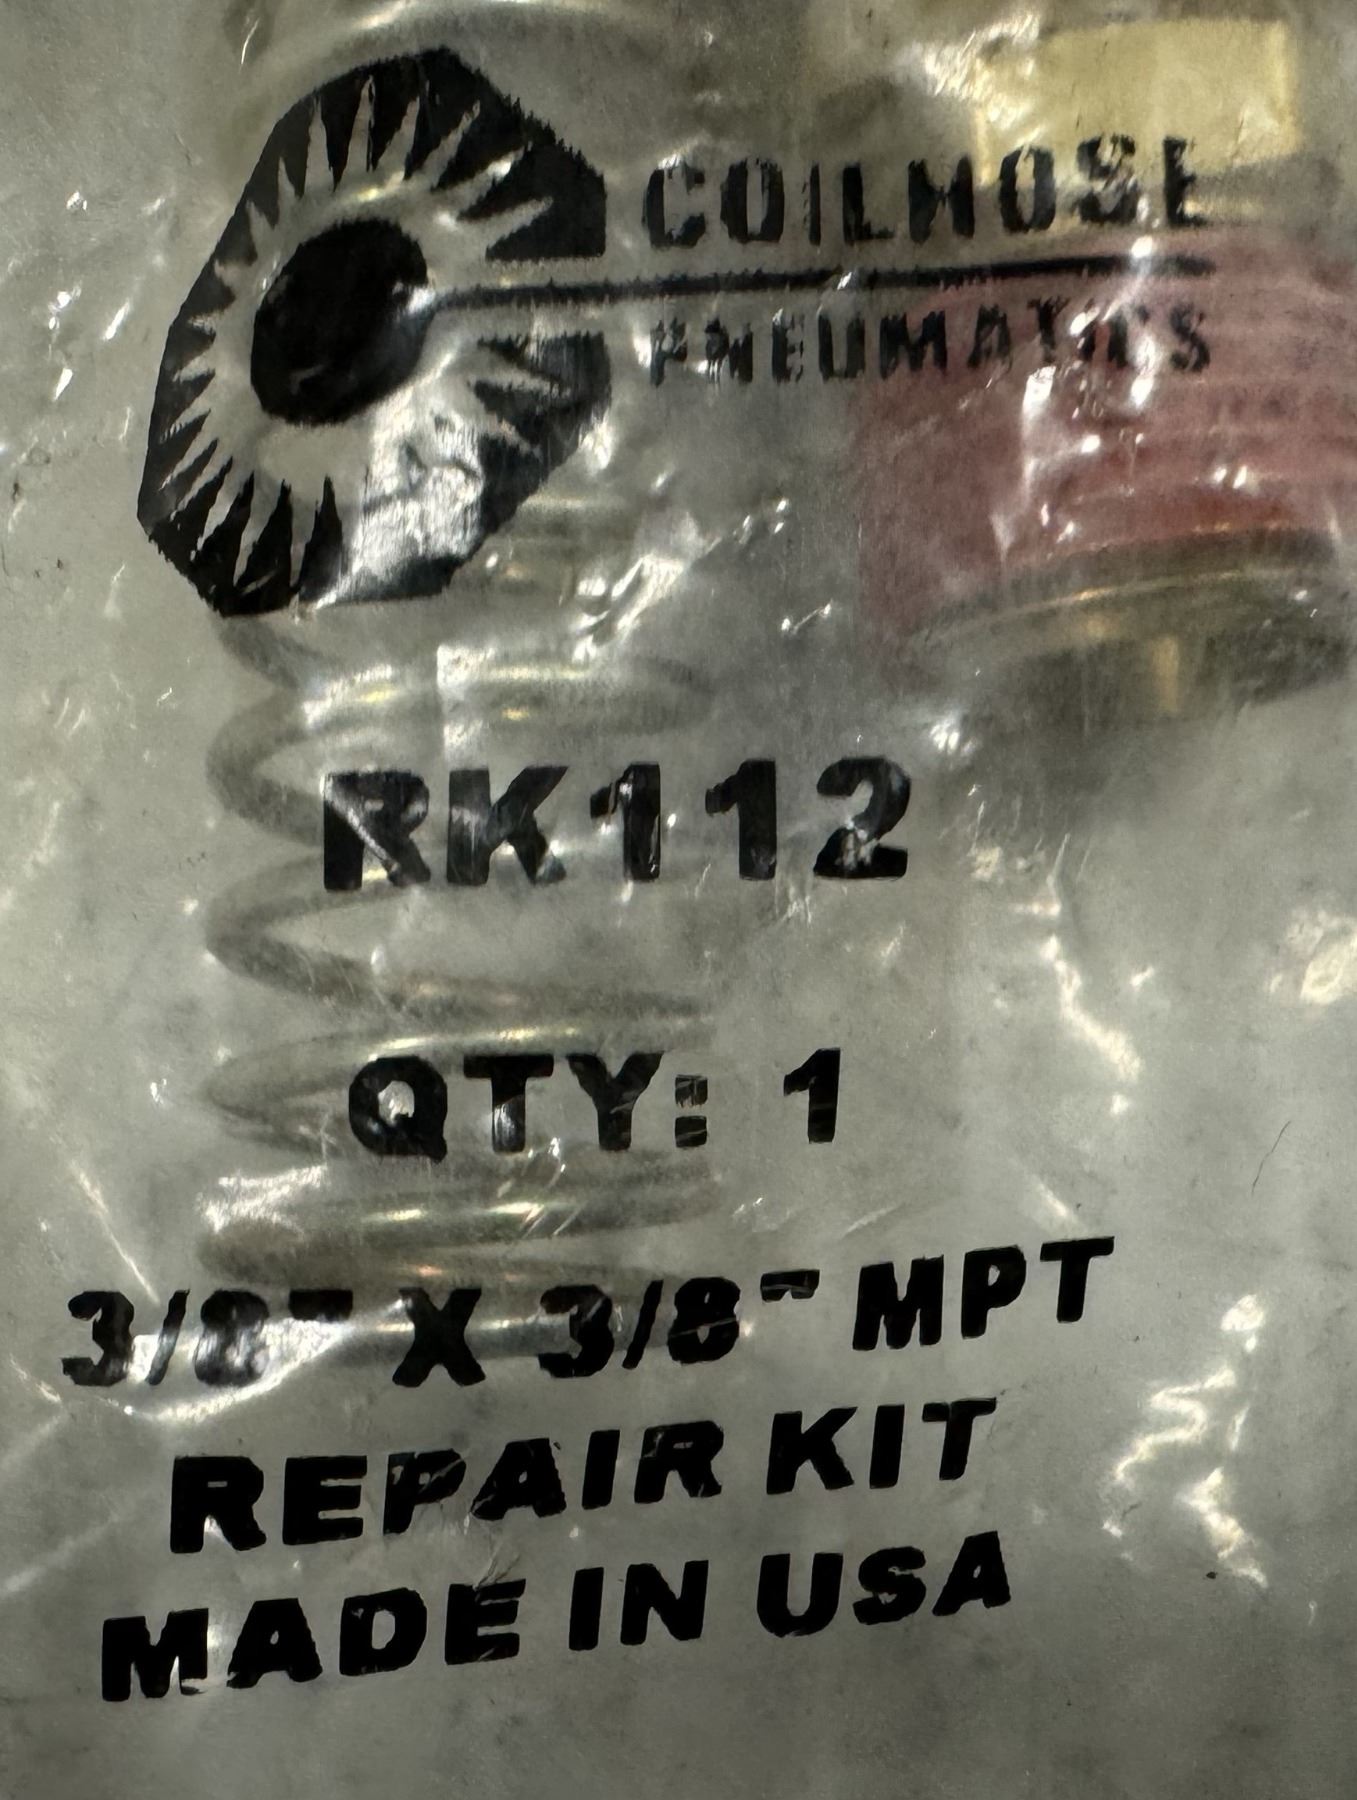 COILHOSE
PNEUMATICS
RK112
QTY: 1
3/8" X 3/8" MPT
REPAIR KIT
MADE IN USA